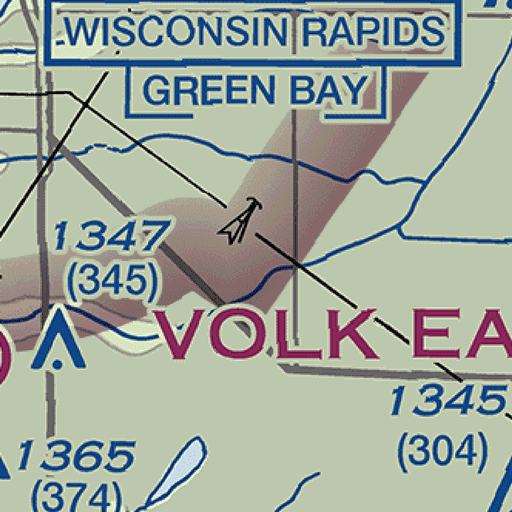 WISCONSIN RAPIDS
GREEN BAY
1347
(345)
VOLK EA
1345
(304)
1365
(374)